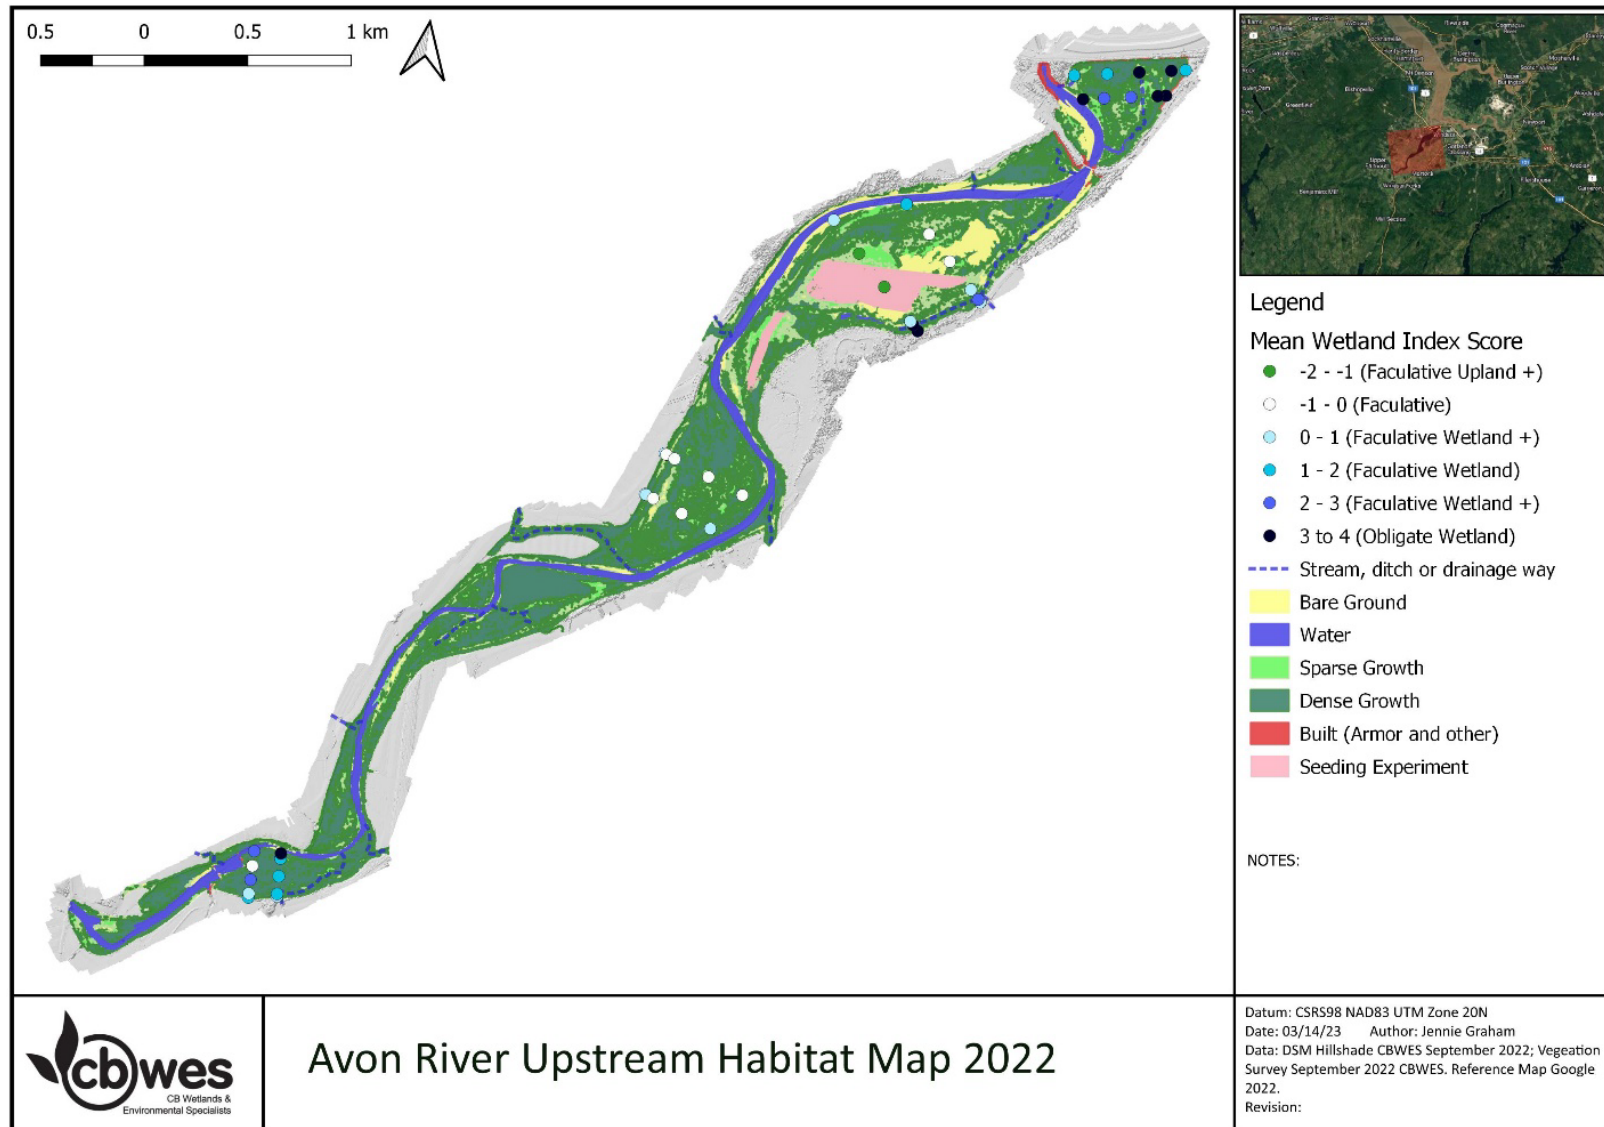 0.5 0 0.5 1 km
Legend
Mean Wetland Index Score
-2 - -1 (Faculative Upland +)
-1 - 0 (Faculative)
0 - 1 (Faculative Wetland +)
1 - 2 (Faculative Wetland)
2 - 3 (Faculative Wetland +)
3 to 4 (Obligate Wetland)
Stream, ditch or drainage way
Bare Ground
Water
Sparse Growth
Dense Growth
Built (Armor and other)
Seeding Experiment
NOTES:
cbwes
CB Wetlands &
Environmental Specialists
Avon River Upstream Habitat Map 2022
Datum: CSRS98 NAD83 UTM Zone 20N
Date: 03/14/23 Author: Jennie Graham
Data: DSM Hillshade CBWES September 2022; Vegeation
Survey September 2022 CBWES. Reference Map Google
2022.
Revision: